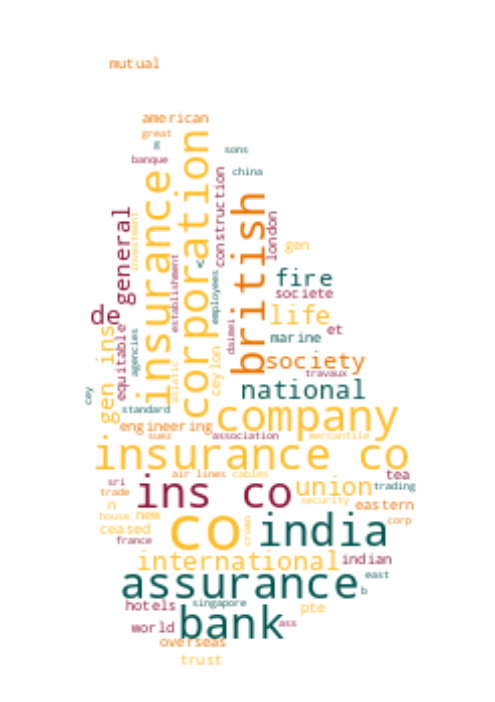 mutual
american
great
g
sons
banque
china
insurance
corporation
construction
british
london
general
investment
gen
establishment
v
employees
fire
societe
de
life
daimei
et
equitable
agencies
marine
gen ins
asiatic
ceylon
society
travaux
national
cey
standard
company
engineering
suez
association
mercantile
insurance co
air lines
cables
tea
sri
ins co
union
trading
trade
security
n
eastern
house
new
co
crown
india
corp
ceased
france
international
indian
east
assurance
b
hotels
singapore
pte
bank
world
ass
overseas
trust